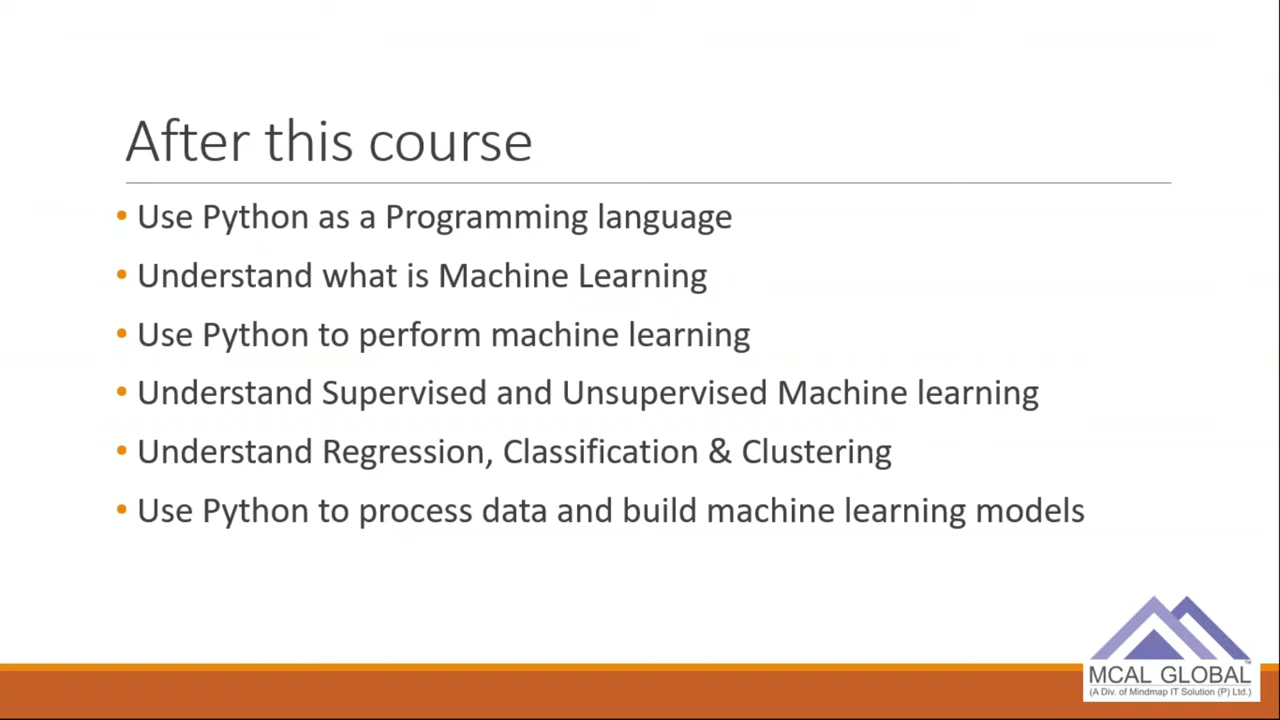 After this course
• Use Python as a Programming language
• Understand what is Machine Learning
• Use Python to perform machine learning
• Understand Supervised and Unsupervised Machine learning
• Understand Regression, Classification & Clustering
• Use Python to process data and build machine learning models
MCAL GLOBAL™
(A Div. of Mindmap IT Solution (P) Ltd.)